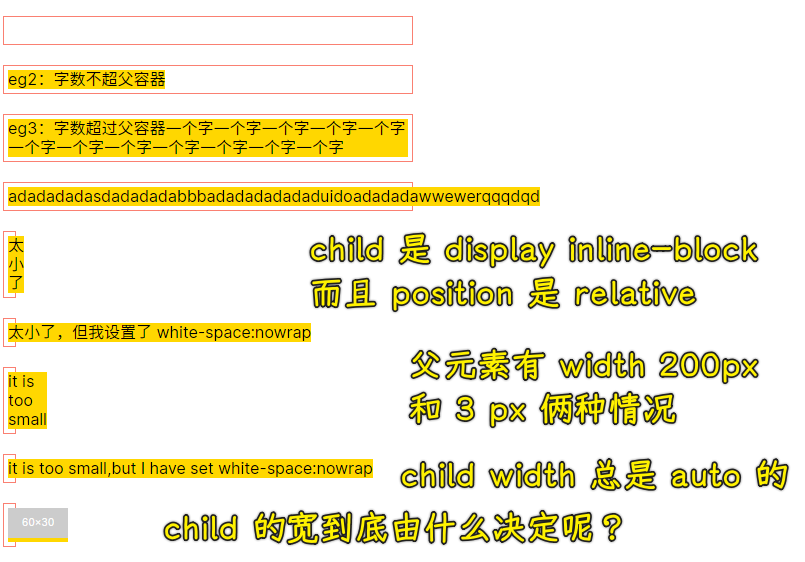 eg2：字数不超父容器
eg3：字数超过父容器一个字一个字一个字一个字一个字
一个字一个字一个字一个字一个字一个字一个字
adadadadasdadadadabbbadadadadadaduidoadadadawwewerqqqdqd
太
小
了
child 是 display inline-block
而且 position 是 relative
太小了，但我设置了 white-space:nowrap
父元素有 width 200px
和 3 px 俩种情况
it is
too
small
it is too small,but I have set white-space:nowrap
child width 总是 auto 的
60×30
child 的宽到底由什么决定呢？